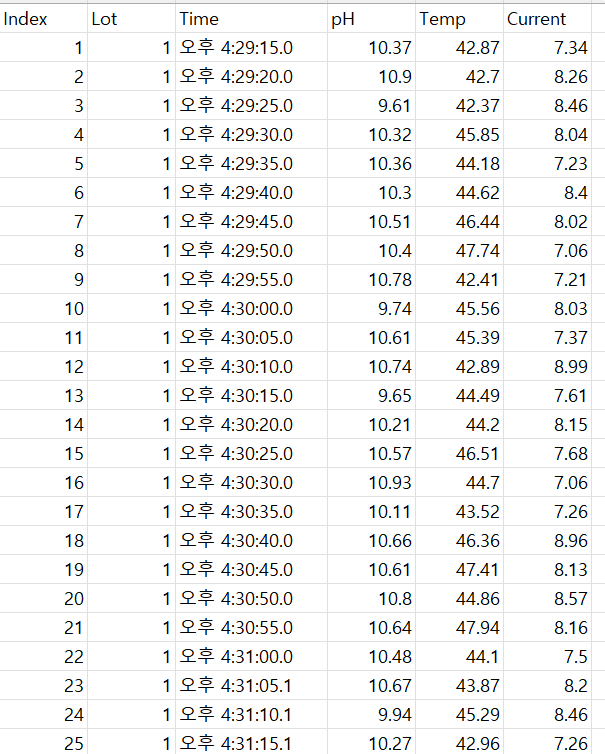 Index Lot Time pH Temp Current
1 1 오후 4:29:15.0 10.37 42.87 7.34
2 1 오후 4:29:20.0 10.9 42.7 8.26
3 1 오후 4:29:25.0 9.61 42.37 8.46
4 1 오후 4:29:30.0 10.32 45.85 8.04
5 1 오후 4:29:35.0 10.36 44.18 7.23
6 1 오후 4:29:40.0 10.3 44.62 8.4
7 1 오후 4:29:45.0 10.51 46.44 8.02
8 1 오후 4:29:50.0 10.4 47.74 7.06
9 1 오후 4:29:55.0 10.78 42.41 7.21
10 1 오후 4:30:00.0 9.74 45.56 8.03
11 1 오후 4:30:05.0 10.61 45.39 7.37
12 1 오후 4:30:10.0 10.74 42.89 8.99
13 1 오후 4:30:15.0 9.65 44.49 7.61
14 1 오후 4:30:20.0 10.21 44.2 8.15
15 1 오후 4:30:25.0 10.57 46.51 7.68
16 1 오후 4:30:30.0 10.93 44.7 7.06
17 1 오후 4:30:35.0 10.11 43.52 7.26
18 1 오후 4:30:40.0 10.66 46.36 8.96
19 1 오후 4:30:45.0 10.61 47.41 8.13
20 1 오후 4:30:50.0 10.8 44.86 8.57
21 1 오후 4:30:55.0 10.64 47.94 8.16
22 1 오후 4:31:00.0 10.48 44.1 7.5
23 1 오후 4:31:05.1 10.67 43.87 8.2
24 1 오후 4:31:10.1 9.94 45.29 8.46
25 1 오후 4:31:15.1 10.27 42.96 7.26